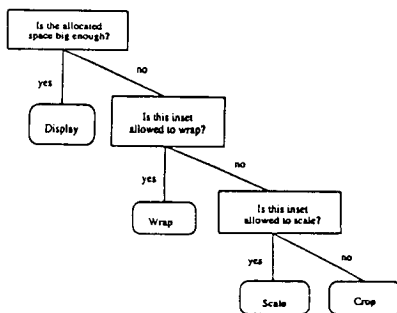 Is the allocated
space big enough?
yes
no
Display
Is this inset
allowed to wrap?
yes
no
Wrap
Is this inset
allowed to scale?
yes
no
Scale
Crop